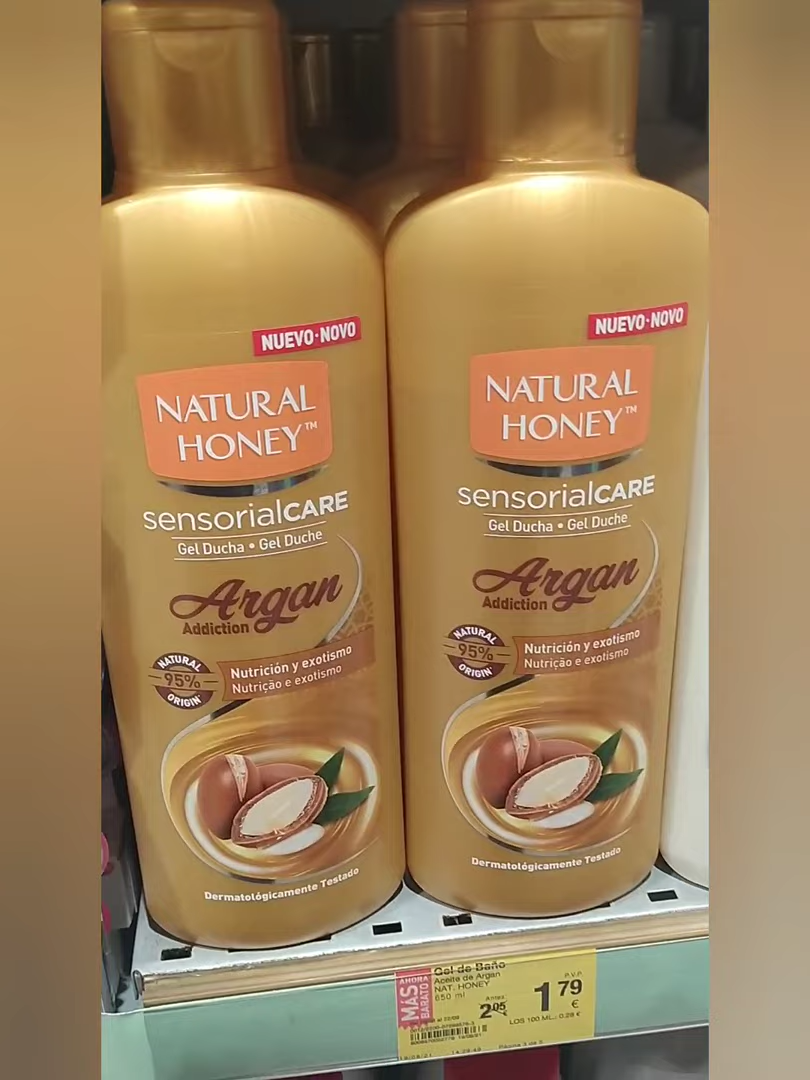 NUEVO·NOVO
NATURAL
HONEY™
sensorialCARE
Gel Ducha • Gel Duche
Argan
Addiction
NATURAL
95%
ORIGIN
Nutrición y exotismo
Nutrição e exotismo
Dermatológicamente Testado
NUEVO·NOVO
NATURAL
HONEY™
sensorialCARE
Gel Ducha • Gel Duche
Argan
Addiction
NATURAL
95%
ORIGIN
Nutrición y exotismo
Nutrição e exotismo
Dermatológicamente Testado
AHORA
MÁS
BARATO
Gel de Baño
Aceite de Argan
NAT. HONEY
650 ml
Antes
2'05€
P.V.P.
1'79
€
LOS 100 ML.: 0.28 €